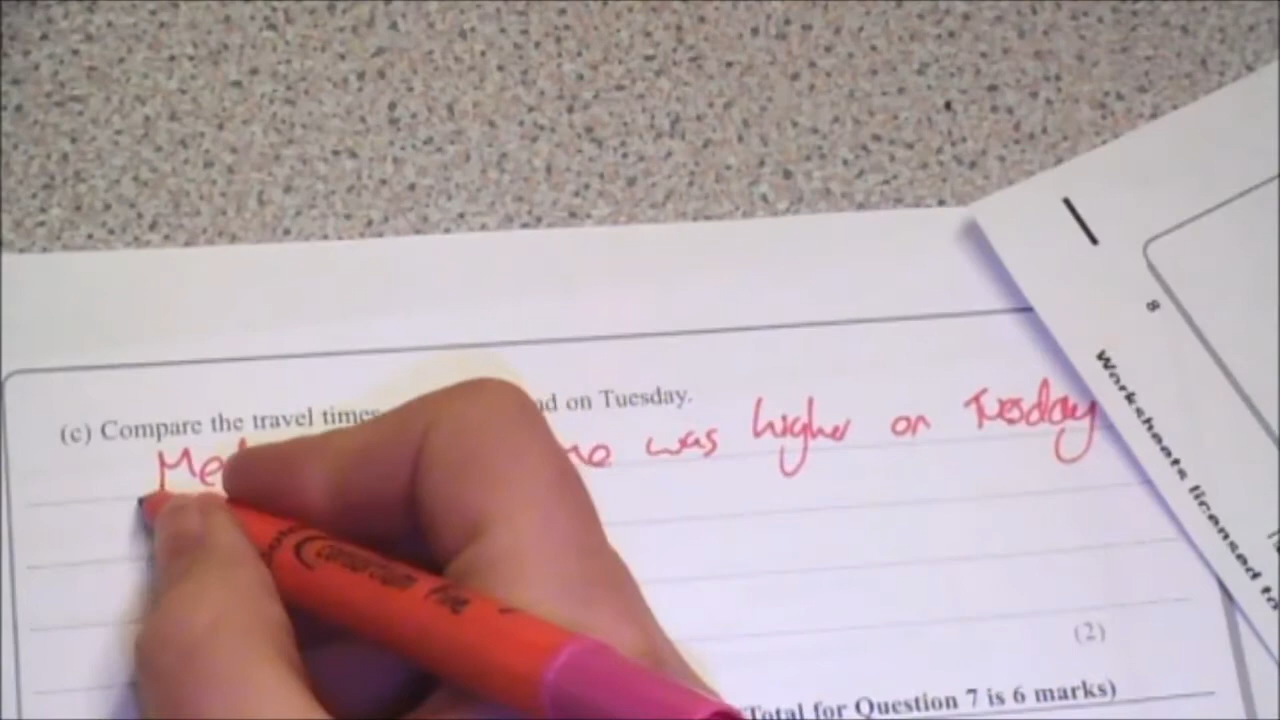 (c) Compare the travel times nd on Tuesday.
Me was higher on Tuesday
(2)
Total for Question 7 is 6 marks)
8
Worksheets licensed to